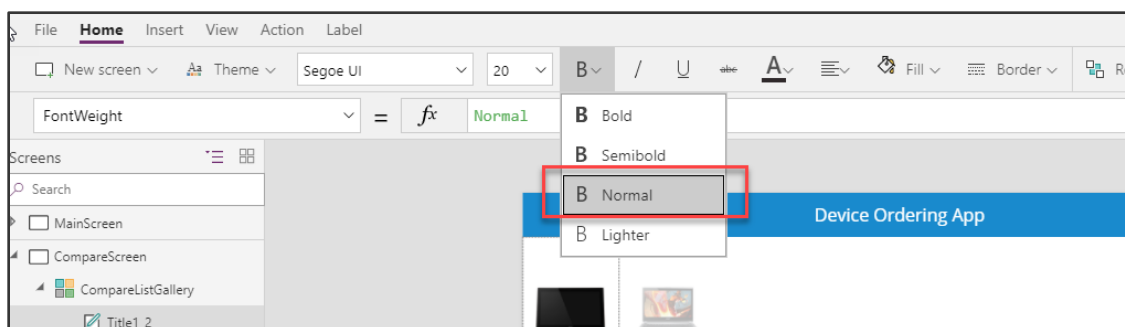 File Home Insert View Action Label
New screen Theme Segoe UI 20 B / U abc A Fill Border
FontWeight = fx Normal
B Bold
B Semibold
B Normal
B Lighter
Screens
Search
MainScreen
CompareScreen
CompareListGallery
Title1_2
Device Ordering App